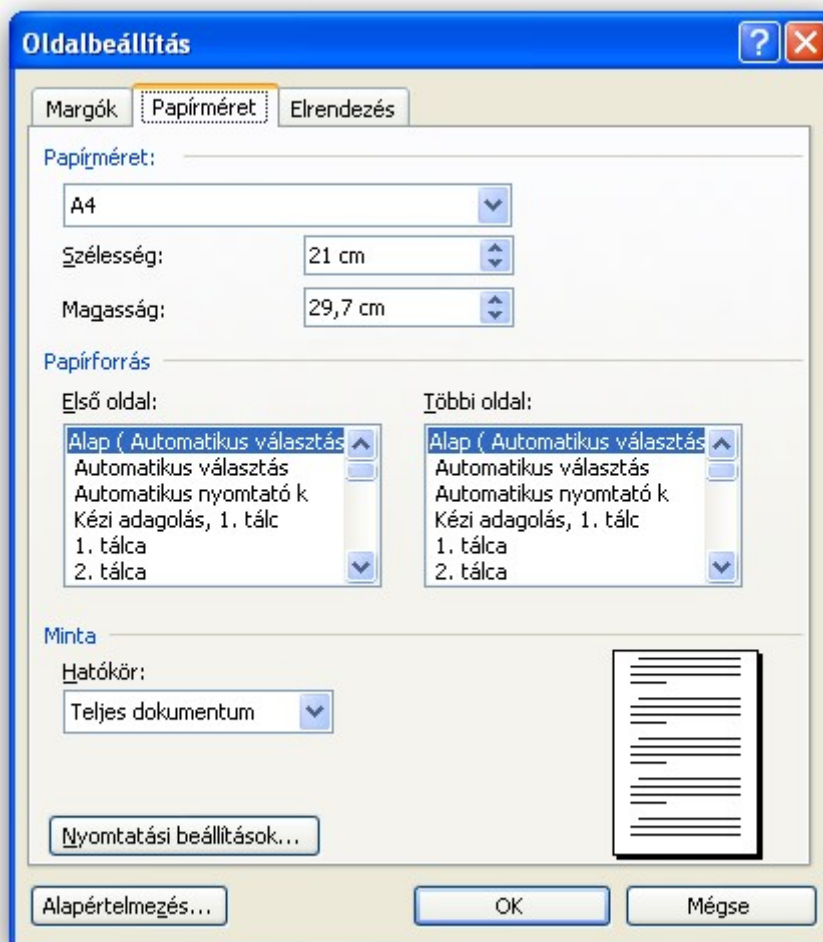 Oldalbeállítás
Margók Papírméret Elrendezés
Papírméret:
A4
Szélesség: 21 cm
Magasság: 29,7 cm
Papírforrás
Első oldal: Többi oldal:
Alap ( Automatikus választás Alap ( Automatikus választás
Automatikus választás Automatikus választás
Automatikus nyomtató k Automatikus nyomtató k
Kézi adagolás, 1. tálc Kézi adagolás, 1. tálc
1. tálca 1. tálca
2. tálca 2. tálca
Minta
Hatókör:
Teljes dokumentum
Nyomtatási beállítások...
Alapértelmezés... OK Mégse